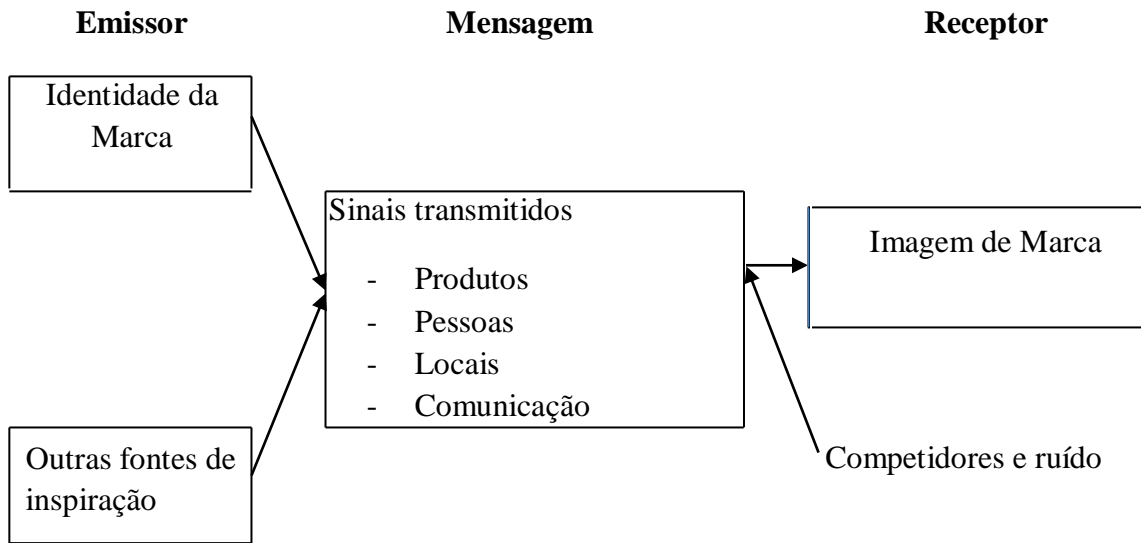 Emissor
Mensagem
Receptor
Identidade da
Marca
Sinais transmitidos
- Produtos
- Pessoas
- Locais
- Comunicação
Imagem de Marca
Outras fontes de
inspiração
Competidores e ruído